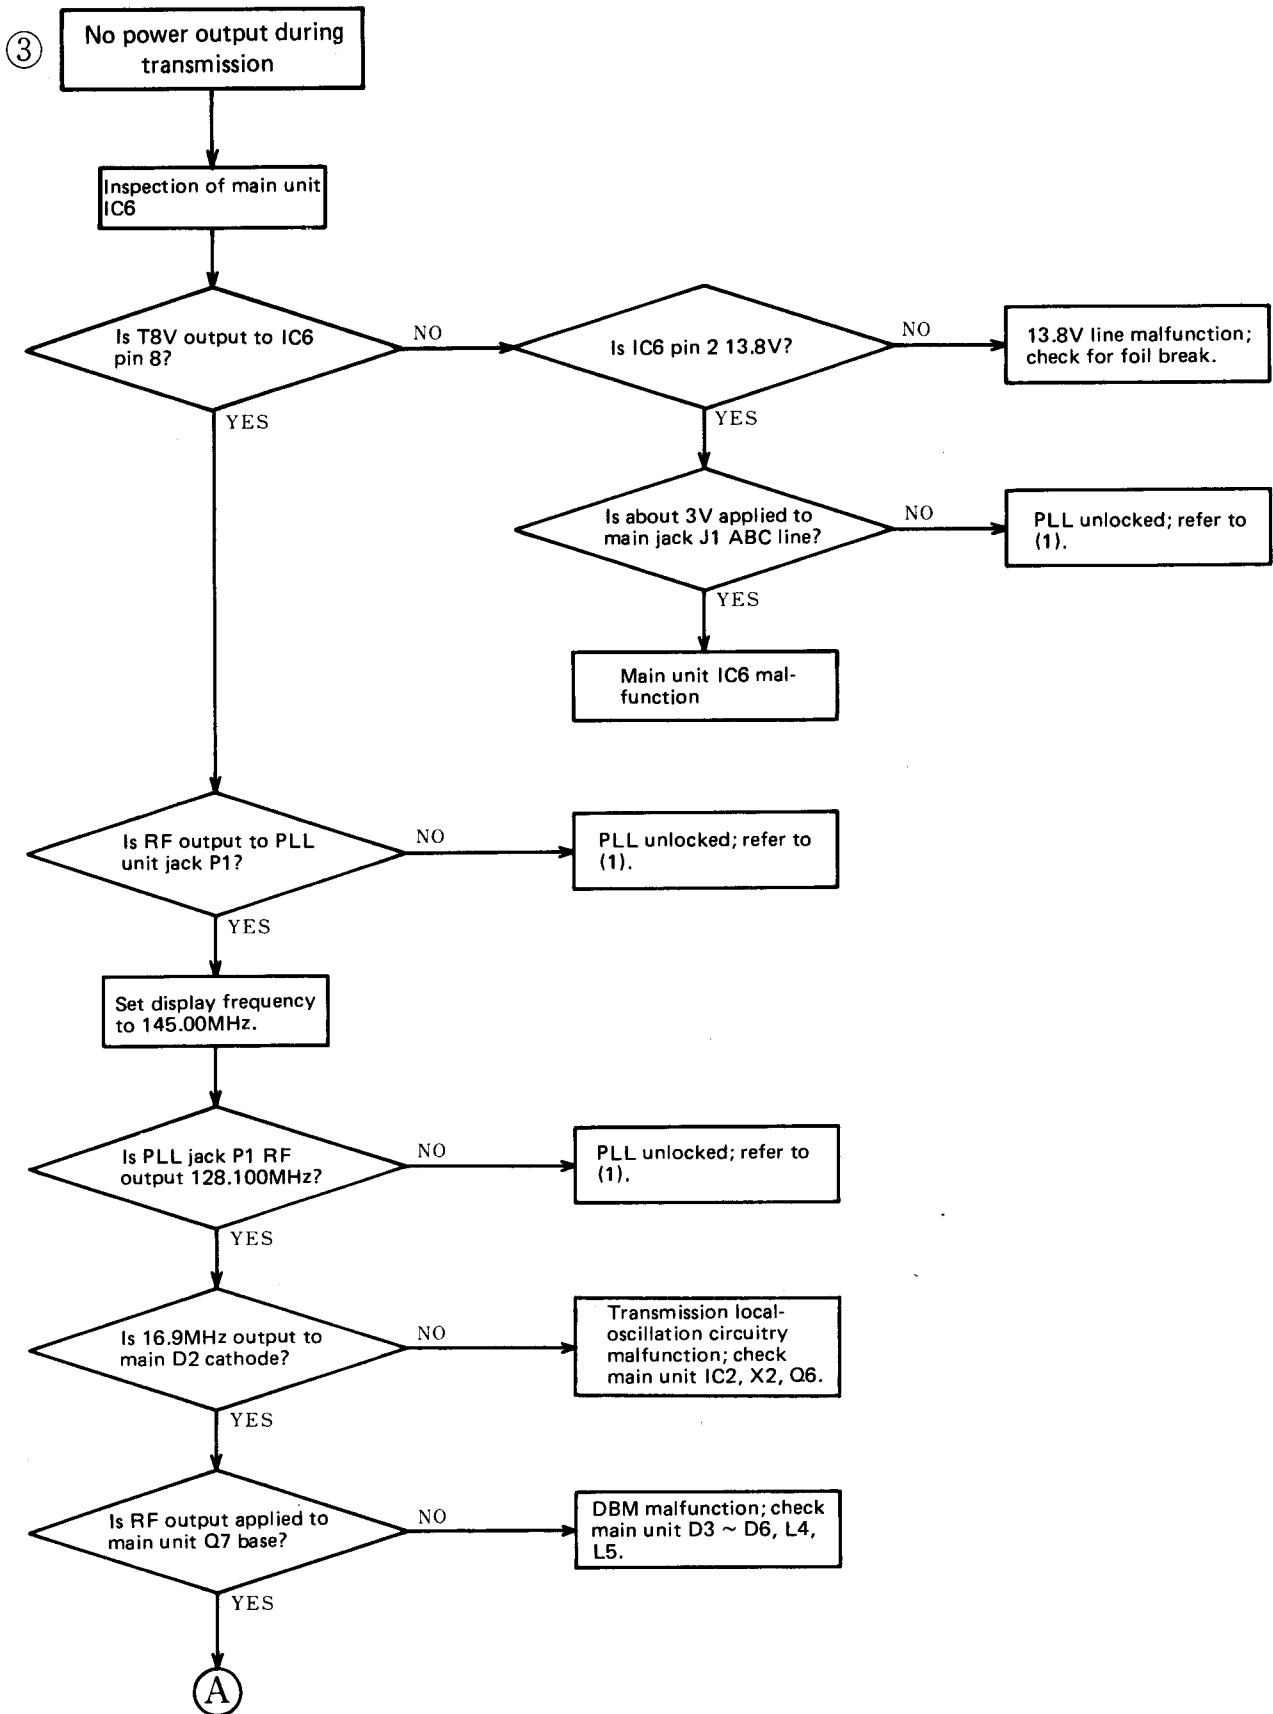 3
No power output during
transmission
Inspection of main unit
IC6
Is T8V output to IC6
pin 8?
NO
Is IC6 pin 2 13.8V?
NO
13.8V line malfunction;
check for foil break.
YES
YES
Is about 3V applied to
main jack J1 ABC line?
NO
PLL unlocked; refer to
(1).
YES
Main unit IC6 mal-
function
Is RF output to PLL
unit jack P1?
NO
PLL unlocked; refer to
(1).
YES
Set display frequency
to 145.00MHz.
Is PLL jack P1 RF
output 128.100MHz?
NO
PLL unlocked; refer to
(1).
YES
Is 16.9MHz output to
main D2 cathode?
NO
Transmission local-
oscillation circuitry
malfunction; check
main unit IC2, X2, Q6.
YES
Is RF output applied to
main unit Q7 base?
NO
DBM malfunction; check
main unit D3 ~ D6, L4,
L5.
YES
A